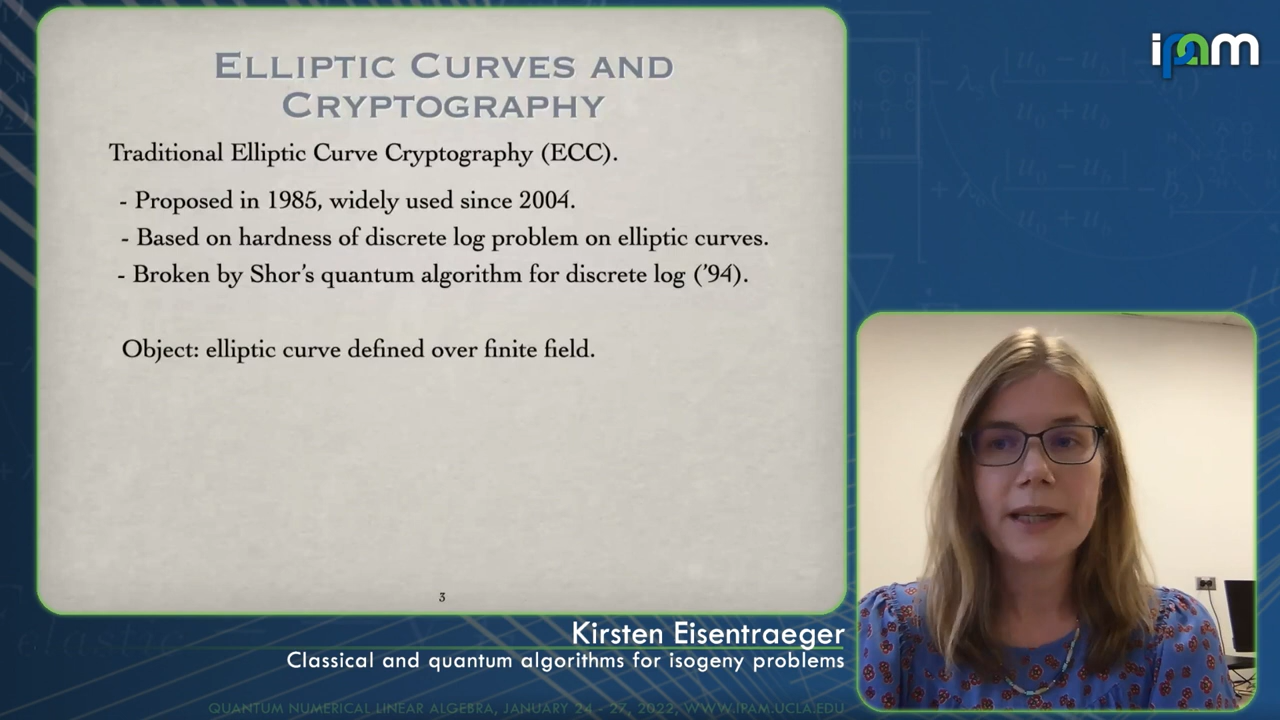 ELLIPTIC CURVES AND
CRYPTOGRAPHY
Traditional Elliptic Curve Cryptography (ECC).
- Proposed in 1985, widely used since 2004.
- Based on hardness of discrete log problem on elliptic curves.
- Broken by Shor's quantum algorithm for discrete log ('94).
Object: elliptic curve defined over finite field.
3
ipam
Kirsten Eisentraeger
Classical and quantum algorithms for isogeny problems
QUANTUM NUMERICAL LINEAR ALGEBRA, JANUARY 24 - 27, 2022, WWW.IPAM.UCLA.EDU